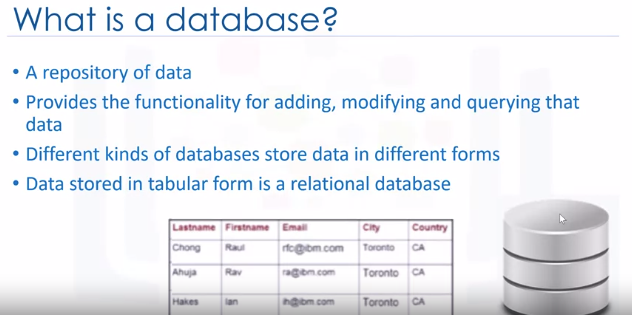 What is a database?
• A repository of data
• Provides the functionality for adding, modifying and querying that
data
• Different kinds of databases store data in different forms
• Data stored in tabular form is a relational database
Lastname Firstname Email City Country
Chong Raul rfc@ibm.com Toronto CA
Ahuja Rav ra@ibm.com Toronto CA
Hakes Ian ih@ibm.com Toronto CA